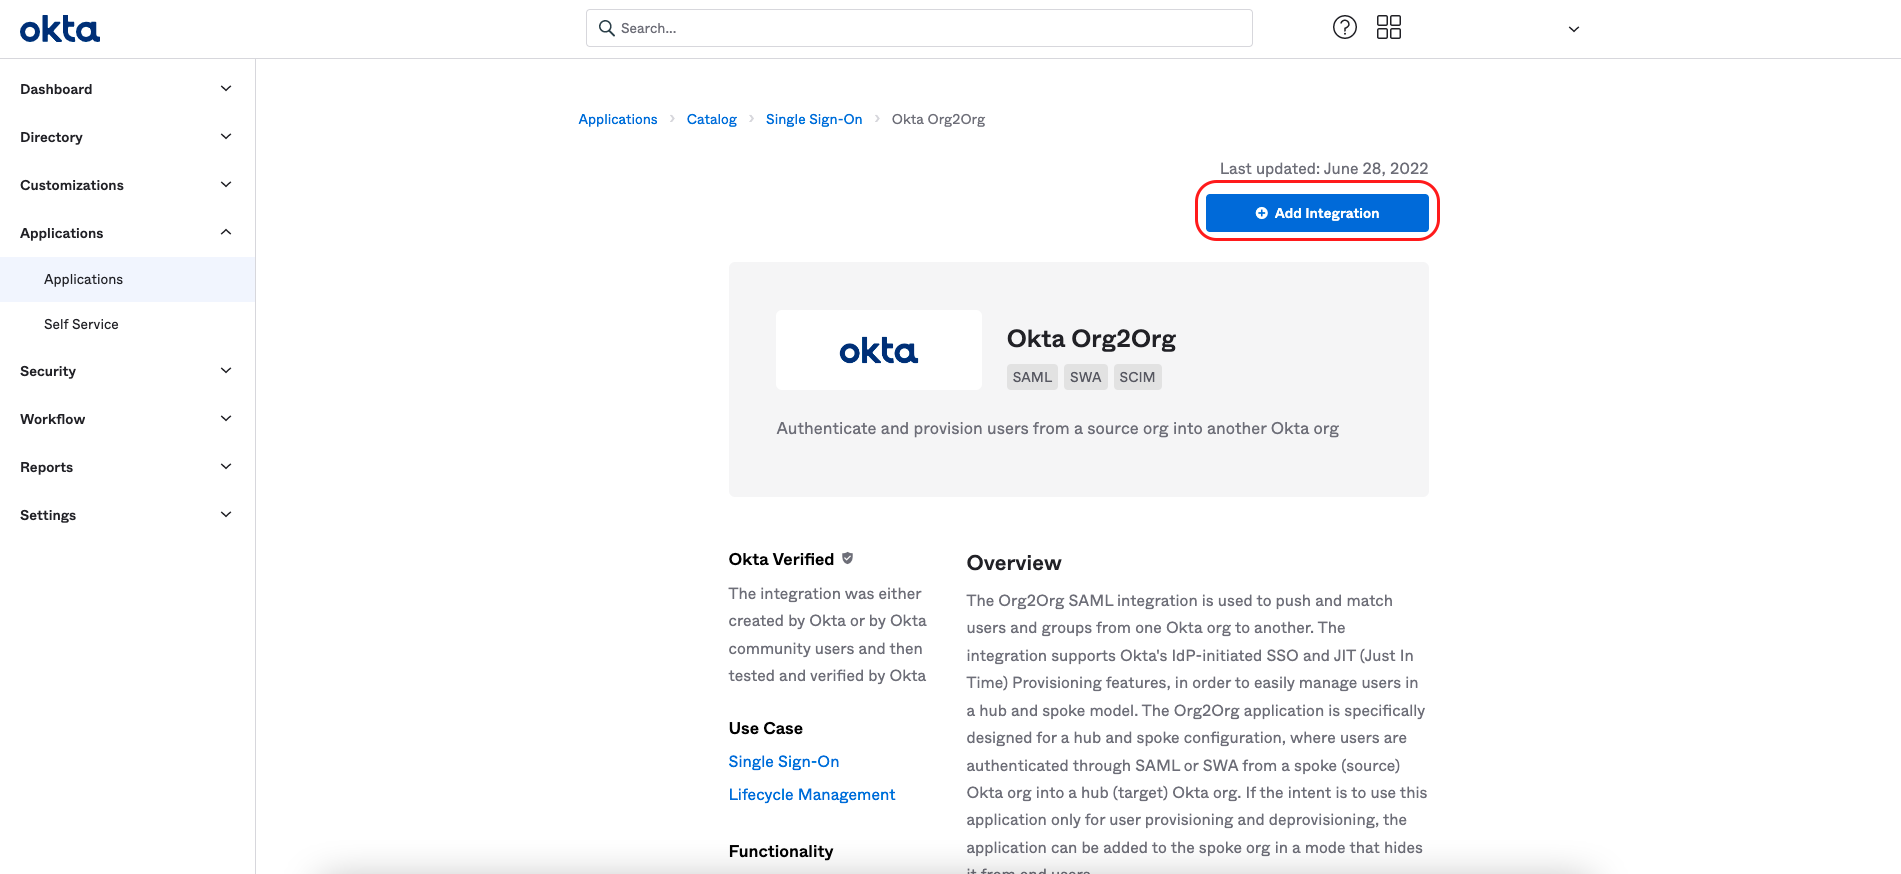 okta
Search...
Dashboard
Directory
Customizations
Applications
Applications
Self Service
Security
Workflow
Reports
Settings
Applications > Catalog > Single Sign-On > Okta Org2Org
Last updated: June 28, 2022
Add Integration
okta
Okta Org2Org
SAML SWA SCIM
Authenticate and provision users from a source org into another Okta org
Okta Verified
The integration was either
created by Okta or by Okta
community users and then
tested and verified by Okta
Use Case
Single Sign-On
Lifecycle Management
Functionality
Overview
The Org2Org SAML integration is used to push and match
users and groups from one Okta org to another. The
integration supports Okta's IdP-initiated SSO and JIT (Just In
Time) Provisioning features, in order to easily manage users in
a hub and spoke model. The Org2Org application is specifically
designed for a hub and spoke configuration, where users are
authenticated through SAML or SWA from a spoke (source)
Okta org into a hub (target) Okta org. If the intent is to use this
application only for user provisioning and deprovisioning, the
application can be added to the spoke org in a mode that hides
it from end users.